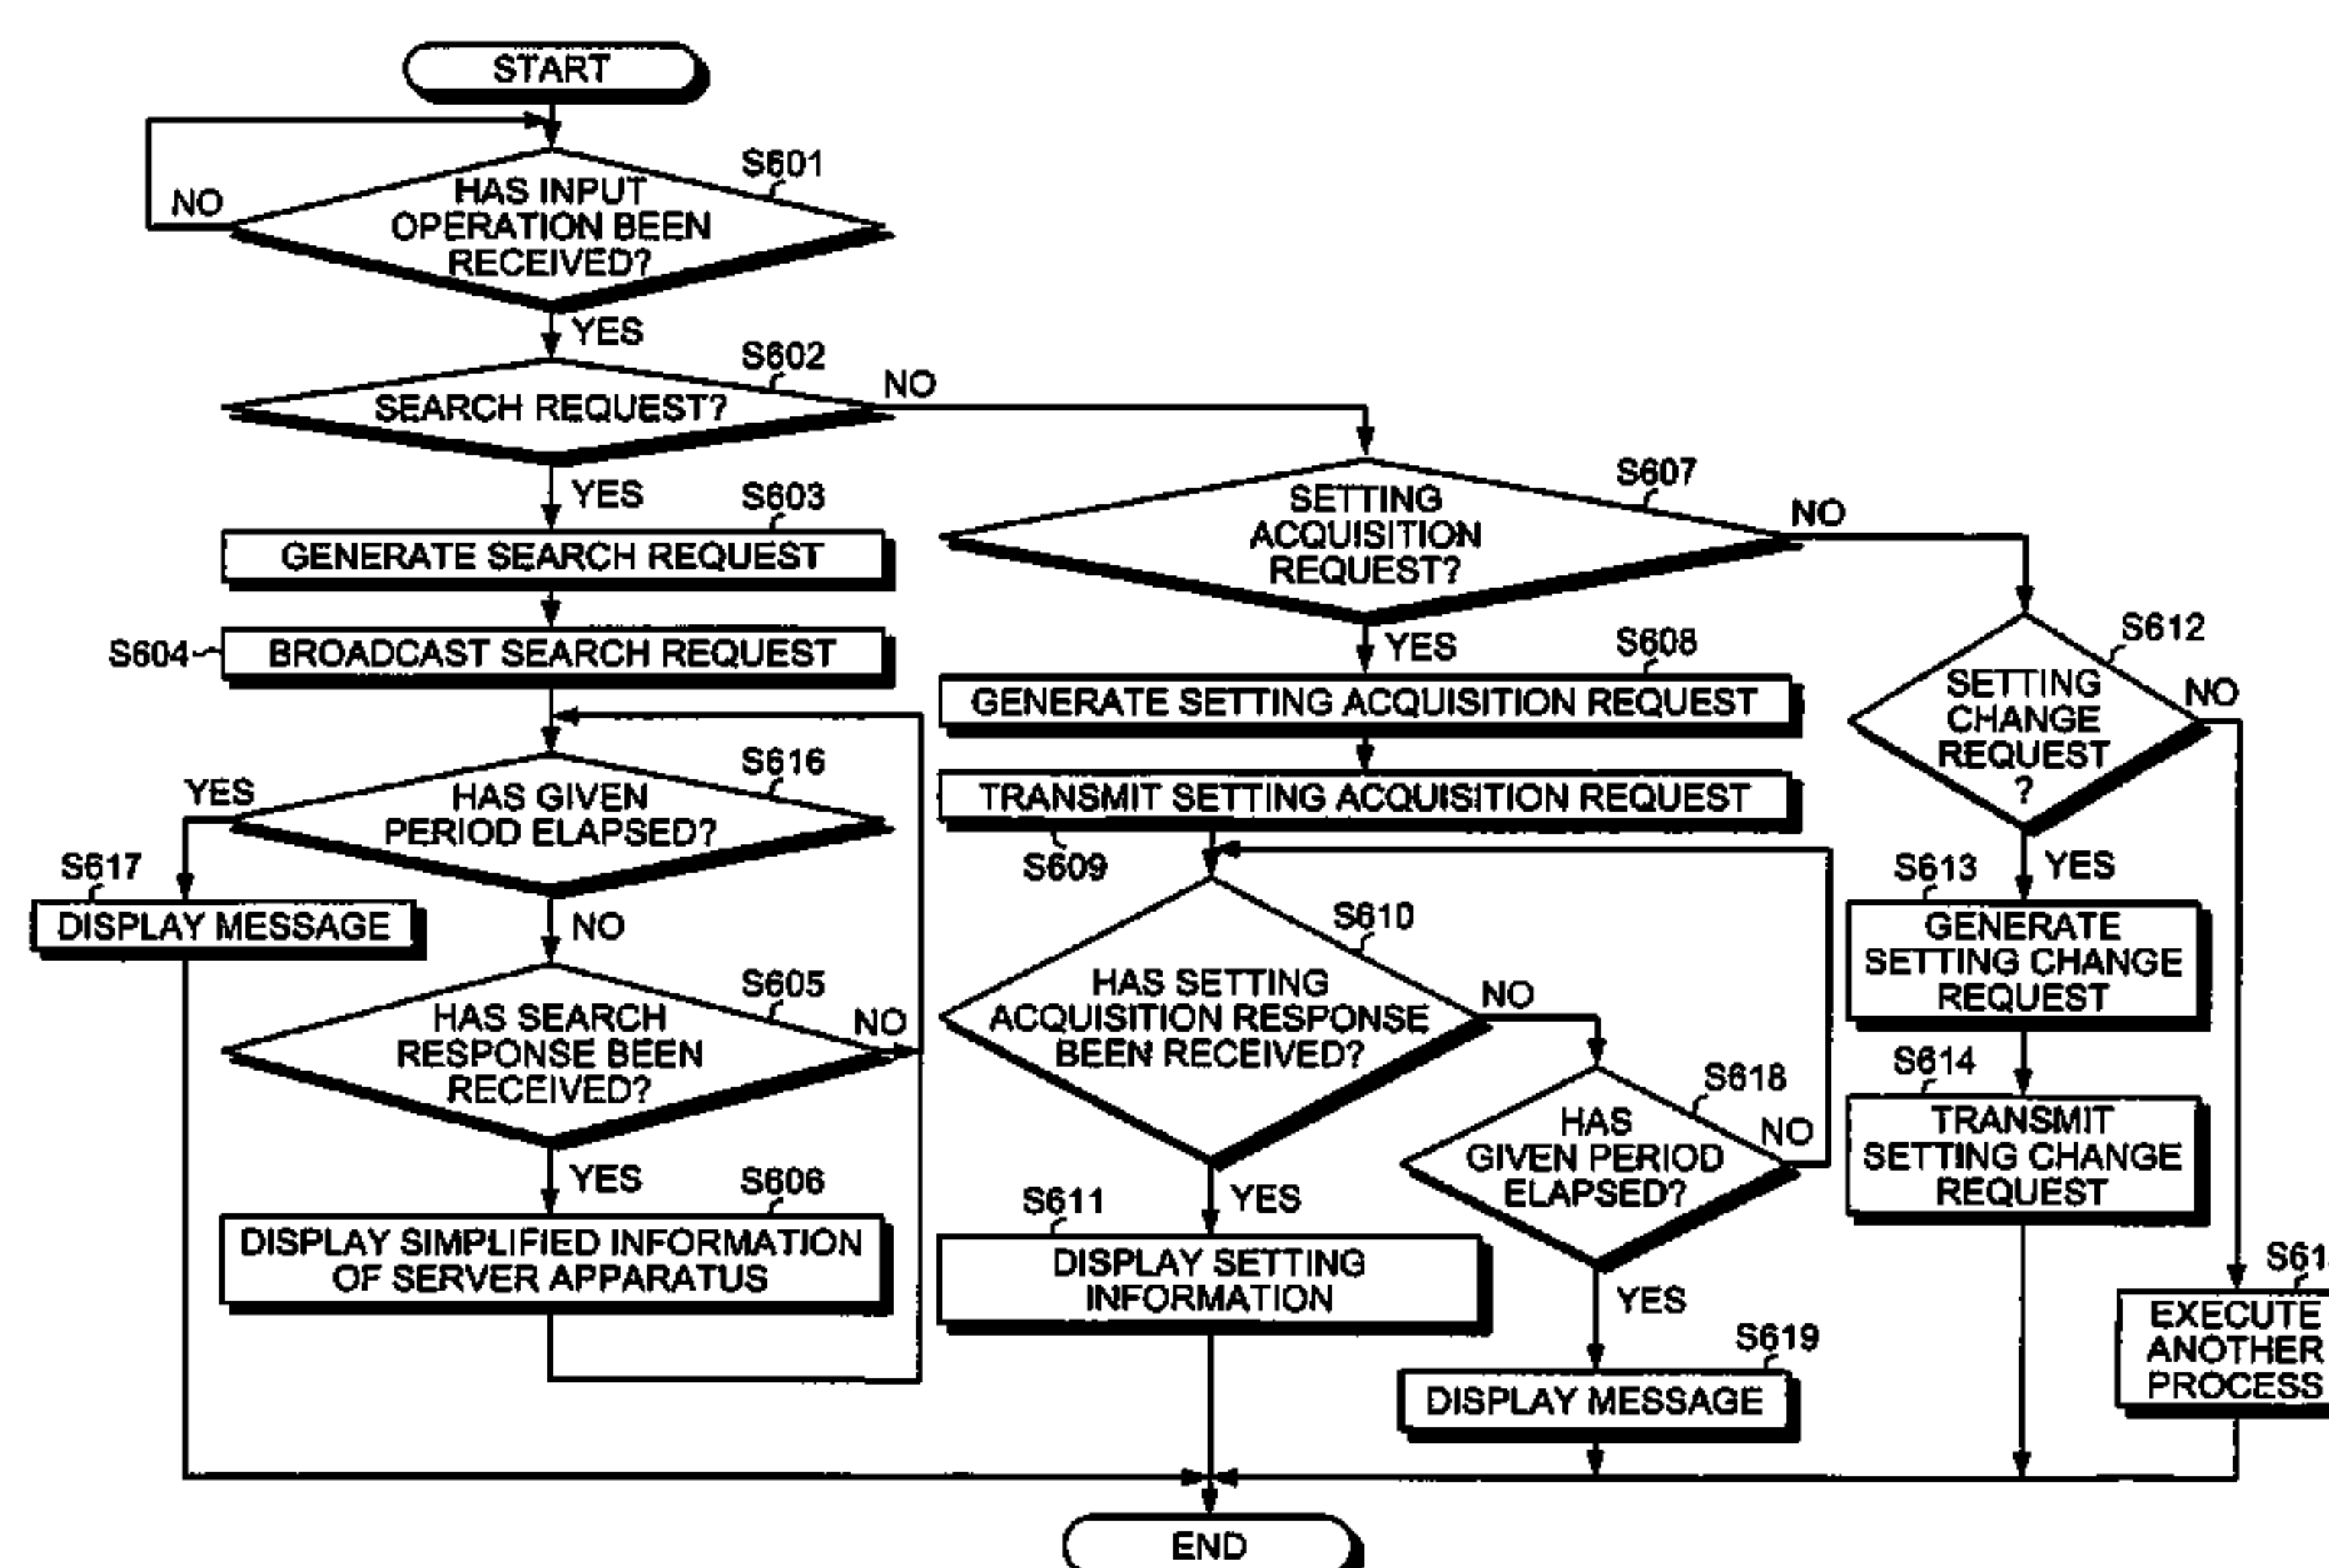 START
S601
HAS INPUT
OPERATION BEEN
RECEIVED?
NO
YES
S602
SEARCH REQUEST?
NO
YES
S603
GENERATE SEARCH REQUEST
S604
BROADCAST SEARCH REQUEST
S616
HAS GIVEN
PERIOD ELAPSED?
YES
S617
DISPLAY MESSAGE
NO
S605
HAS SEARCH
RESPONSE BEEN
RECEIVED?
NO
YES
S606
DISPLAY SIMPLIFIED INFORMATION
OF SERVER APPARATUS
S607
SETTING
ACQUISITION
REQUEST?
NO
YES
S608
GENERATE SETTING ACQUISITION REQUEST
TRANSMIT SETTING ACQUISITION REQUEST
S609
S610
HAS SETTING
ACQUISITION RESPONSE
BEEN RECEIVED?
NO
YES
S611
DISPLAY SETTING
INFORMATION
S618
HAS
GIVEN PERIOD
ELAPSED?
NO
YES
S619
DISPLAY MESSAGE
S612
SETTING
CHANGE
REQUEST
?
NO
YES
S613
GENERATE
SETTING CHANGE
REQUEST
S614
TRANSMIT
SETTING CHANGE
REQUEST
EXECUTE
ANOTHER
PROCESS
END